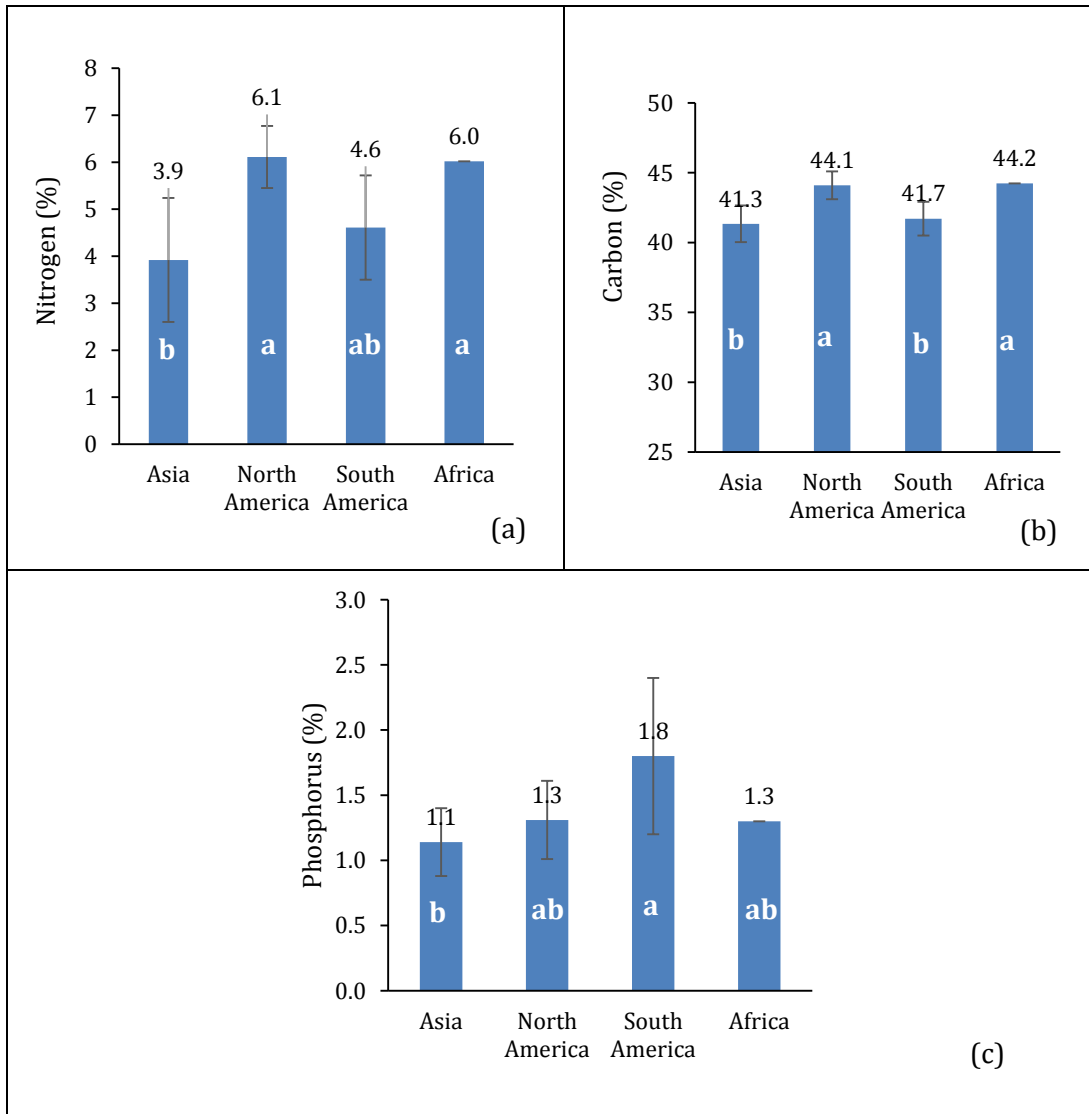 8
7
6
5
4
3
2
1
0
Nitrogen (%)
3.9
6.1
4.6
6.0
b
a
ab
a
Asia
North America
South America
Africa
(a)
50
45
40
35
30
25
Carbon (%)
41.3
44.1
41.7
44.2
b
a
b
a
Asia
North America
South America
Africa
(b)
3.0
2.5
2.0
1.5
1.0
0.5
0.0
Phosphorus (%)
1.1
1.3
1.8
1.3
b
ab
a
ab
Asia
North America
South America
Africa
(c)